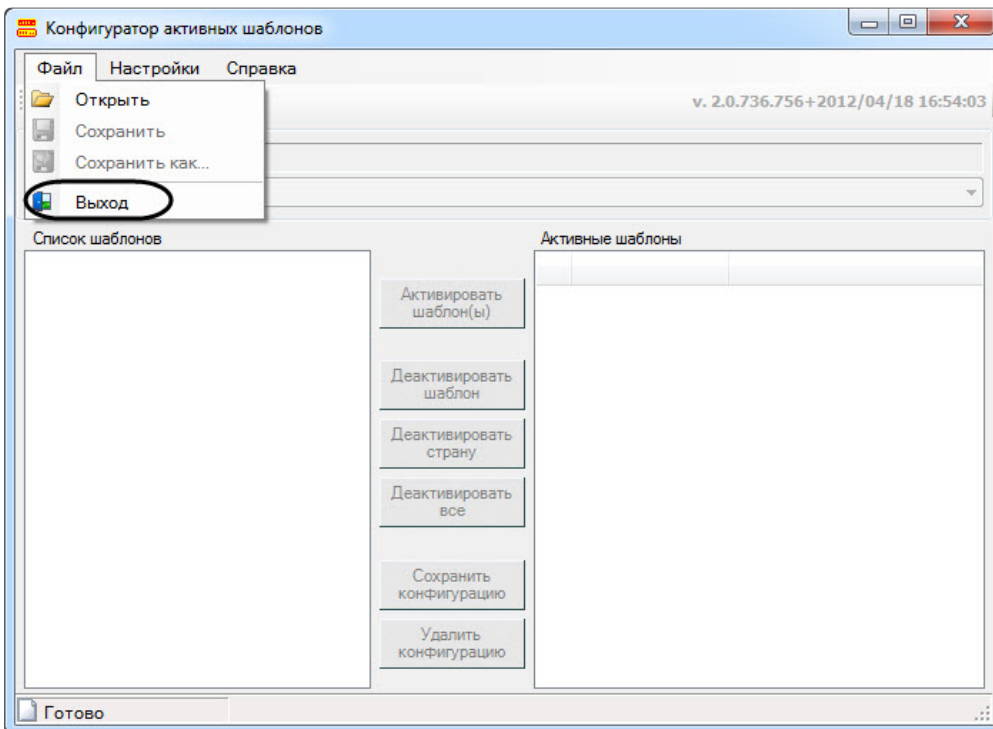 Конфигуратор активных шаблонов
Файл Настройки Справка
Открыть
v. 2.0.736.756+2012/04/18 16:54:03
Сохранить
Сохранить как...
Выход
Список шаблонов
Активные шаблоны
Активировать
шаблон(ы)
Деактивировать
шаблон
Деактивировать
страну
Деактивировать
все
Сохранить
конфигурацию
Удалить
конфигурацию
Готово